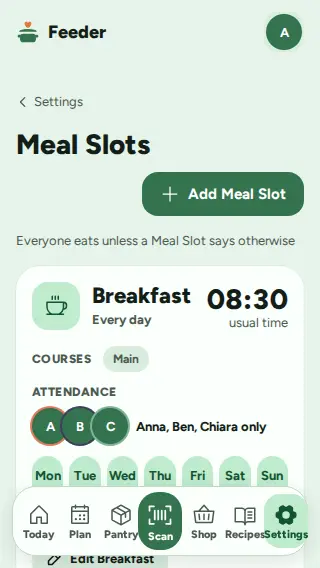 Feeder
A
Settings
Meal Slots
Add Meal Slot
Everyone eats unless a Meal Slot says otherwise
Breakfast
08:30
Every day
usual time
COURSES
Main
ATTENDANCE
A B C Anna, Ben, Chiara only
Mon Tue Wed Thu Fri Sat Sun
Today Plan Pantry Scan Shop Recipes Settings
Edit Breakfast